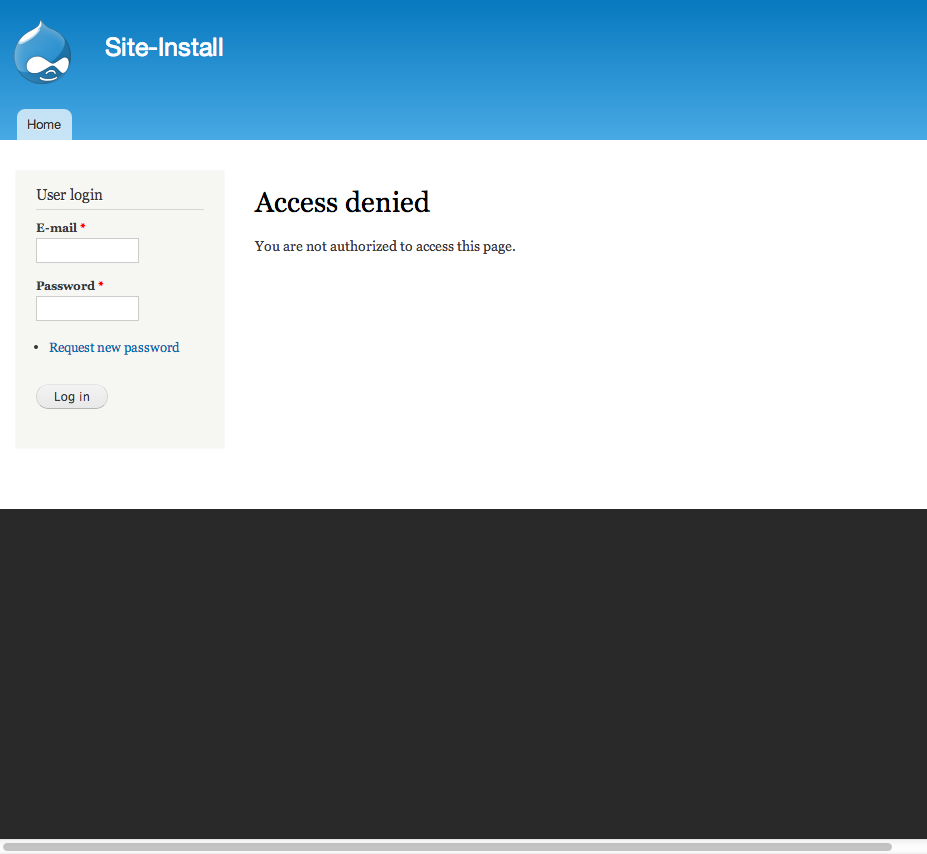 Site-Install
Home
User login
E-mail *
Password *
Request new password
Log in
Access denied
You are not authorized to access this page.